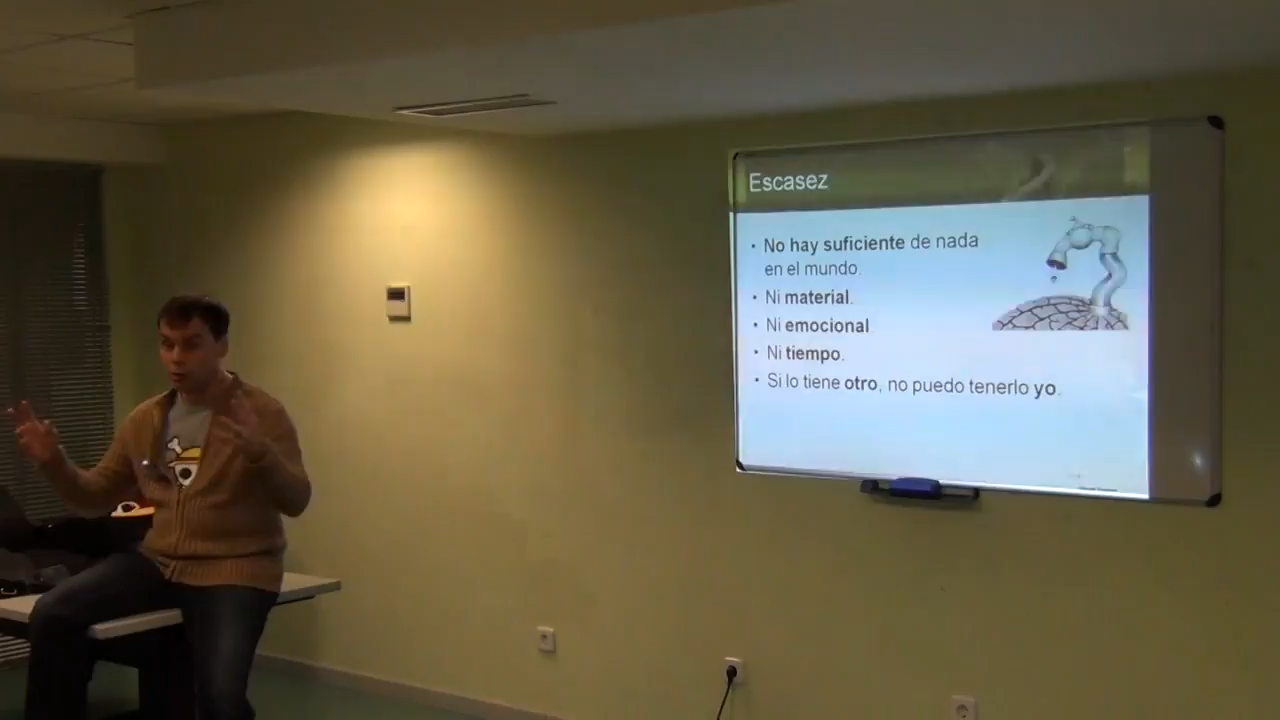 Escasez
• No hay suficiente de nada
en el mundo.
• Ni material.
• Ni emocional
• Ni tiempo.
• Si lo tiene otro, no puedo tenerlo yo.